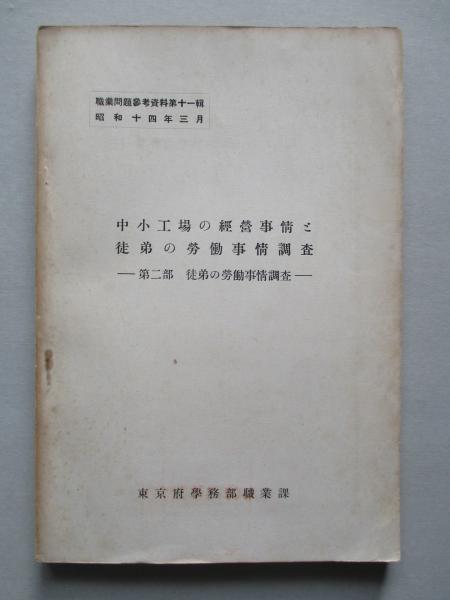 職業問題參考資料第十一輯
昭和十四年三月
中小工場の經營事情と
徒弟の勞働事情調査
―第二部 徒弟の勞働事情調査―
東京府學務部職業課